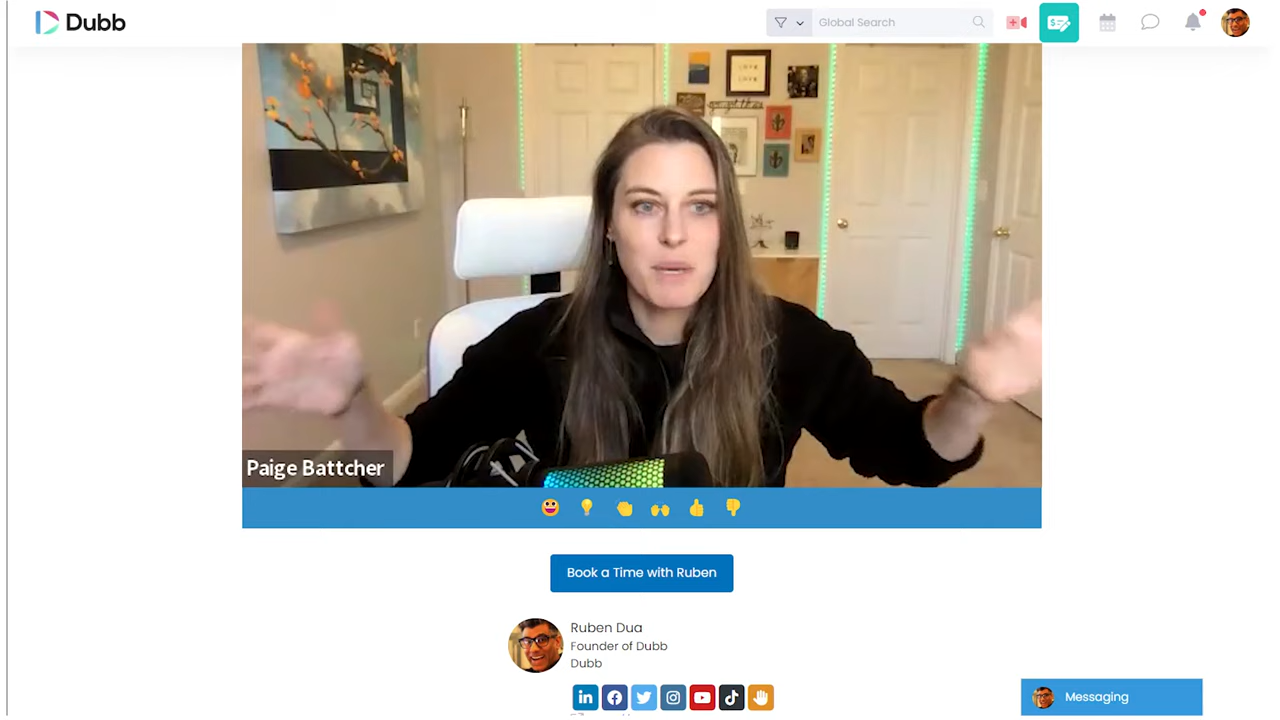 Dubb
Global Search
Paige Battcher
Book a Time with Ruben
Ruben Dua
Founder of Dubb
Dubb
Messaging